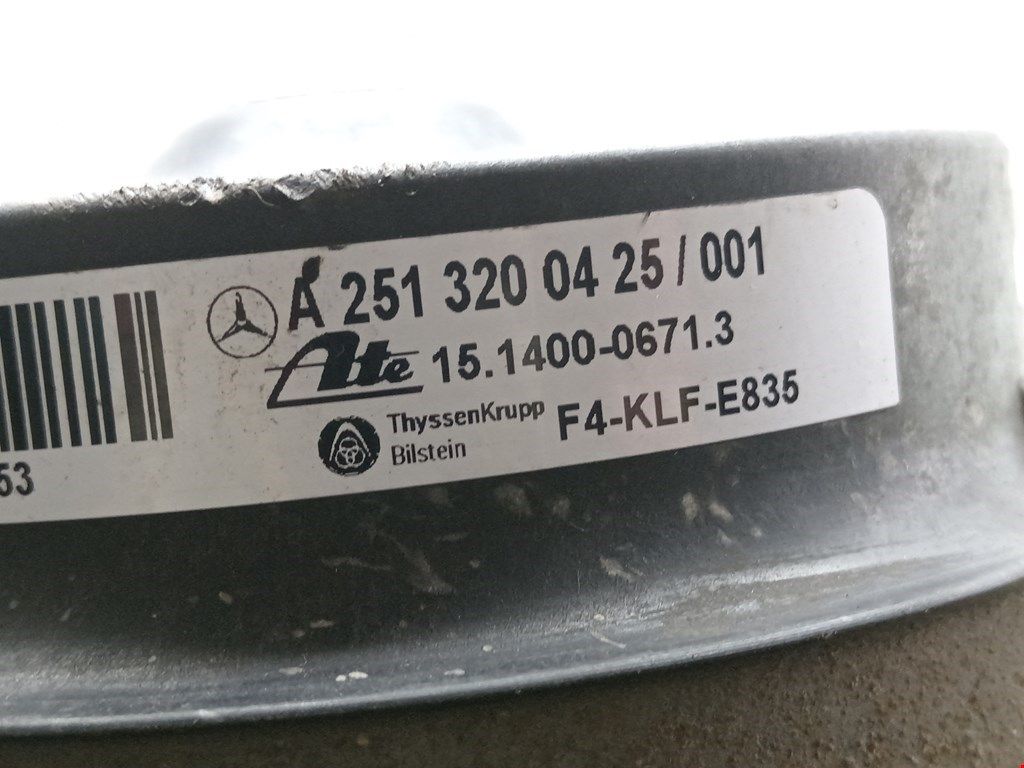 A 251 320 04 25 / 001
Ate 15.1400-0671.3
ThyssenKrupp
Bilstein F4-KLF-E835
53